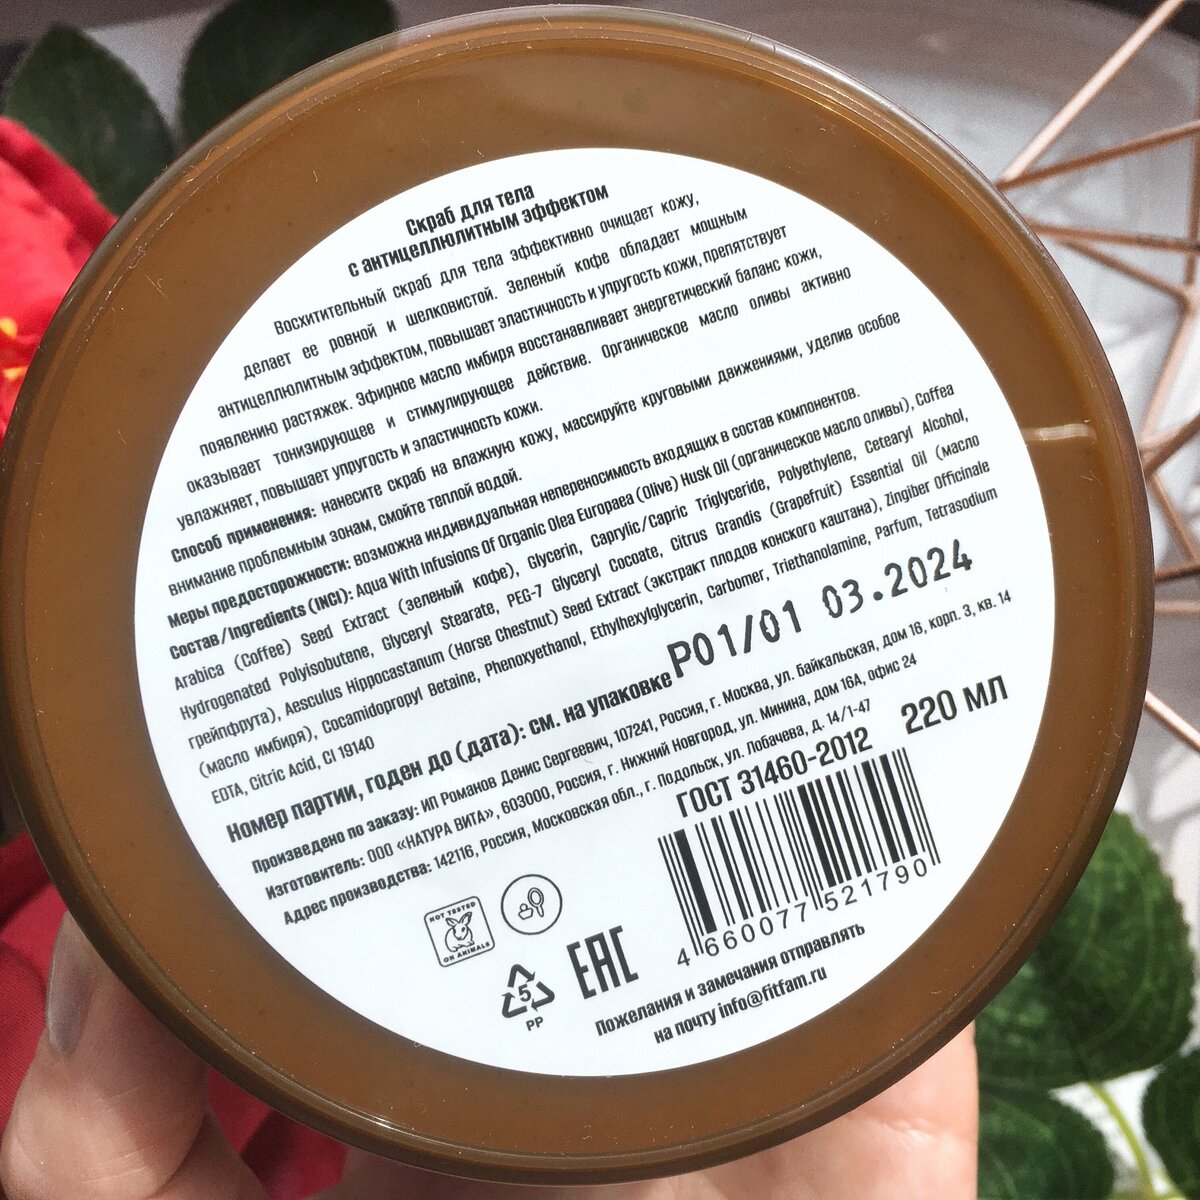 Скраб для тела
с антицеллюлитным эффектом
Восхитительный скраб для тела эффективно очищает кожу,
делает ее ровной и шелковистой. Зеленый кофе обладает мощным
антицеллюлитным эффектом, повышает эластичность и упругость кожи, препятствует
появлению растяжек. Эфирное масло имбиря восстанавливает энергетический баланс кожи,
оказывает тонизирующее и стимулирующее действие. Органическое масло оливы активно
увлажняет, повышает упругость и эластичность кожи.
Способ применения: нанесите скраб на влажную кожу, массируйте круговыми движениями, уделив особое
внимание проблемным зонам, смойте теплой водой.
Меры предосторожности: возможна индивидуальная непереносимость входящих в состав компонентов.
Состав/Ingredients (INCI): Aqua With Infusions Of Organic Olea Europaea (Olive) Husk Oil (органическое масло оливы), Coffea
Arabica (Coffee) Seed Extract (зеленый кофе), Glycerin, Caprylic/Capric Triglyceride, Polyethylene, Cetearyl Alcohol,
Hydrogenated Polyisobutene, Glyceryl Stearate, PEG-7 Glyceryl Cocoate, Citrus Grandis (Grapefruit) Essential Oil (масло
грейпфрута), Aesculus Hippocastanum (Horse Chestnut) Seed Extract (экстракт плодов конского каштана), Zingiber Officinale
(масло имбиря), Cocamidopropyl Betaine, Phenoxyethanol, Ethylhexylglycerin, Carbomer, Triethanolamine, Parfum, Tetrasodium
EDTA, Citric Acid, CI 19140
Номер партии, годен до (дата): см. на упаковке P01/01 03.2024
Произведено по заказу: ИП Романов Денис Сергеевич, 107241, Россия, г. Москва, ул. Байкальская, дом 16, корп. 3, кв. 14
Изготовитель: ООО «НАТУРА ВИТА», 603000, Россия, г. Нижний Новгород, ул. Минина, дом 16А, офис 24
Адрес производства: 142116, Россия, Московская обл., г. Подольск, ул. Лобачева, д. 14/1-47
ГОСТ 31460-2012 220 МЛ
NOT TESTED
ON ANIMALS
5
PP
EAC
4 660077 521790
Пожелания и замечания отправлять
на почту info@fitfam.ru